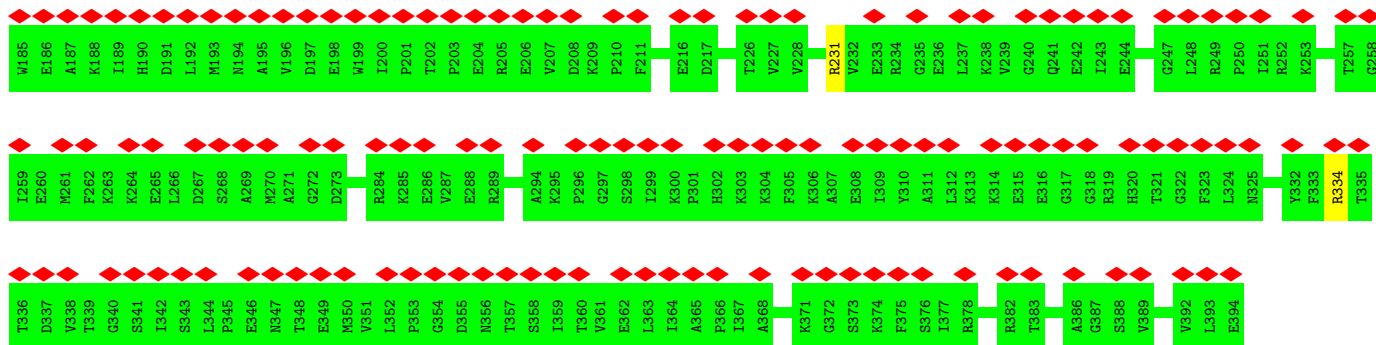 W185 E186 A187 K188 I189 H190 D191 L192 M193 N194 A195 V196 D197 E198 W199 I200 P201 T202 P203 E204 R205 E206 V207 D208 K209 P210 F211 E216 D217 T226 V227 V228 R231 V232 E233 R234 G235 E236 L237 K238 V239 G240 Q241 E242 I243 E244 G247 L248 R249 P250 I251 R252 K253 T257 G258
I259 E260 M261 F262 K263 K264 E265 L266 D267 S268 A269 M270 A271 G272 D273 R284 K285 E286 V287 E288 R289 A294 K295 P296 G297 S298 I299 K300 P301 H302 K303 K304 F305 K306 A307 E308 I309 Y310 A311 L312 K313 K314 E315 E316 G317 G318 R319 H320 T321 G322 F323 L324 N325 Y332 F333 R334 T335
T336 D337 V338 T339 G340 S341 I342 S343 L344 P345 E346 N347 T348 E349 M350 V351 L352 P353 G354 D355 N356 T357 S358 I359 T360 V361 E362 L363 I364 A365 P366 I367 A368 K371 G372 S373 K374 F375 S376 I377 R378 R382 T383 A386 G387 S388 V389 V392 L393 E394